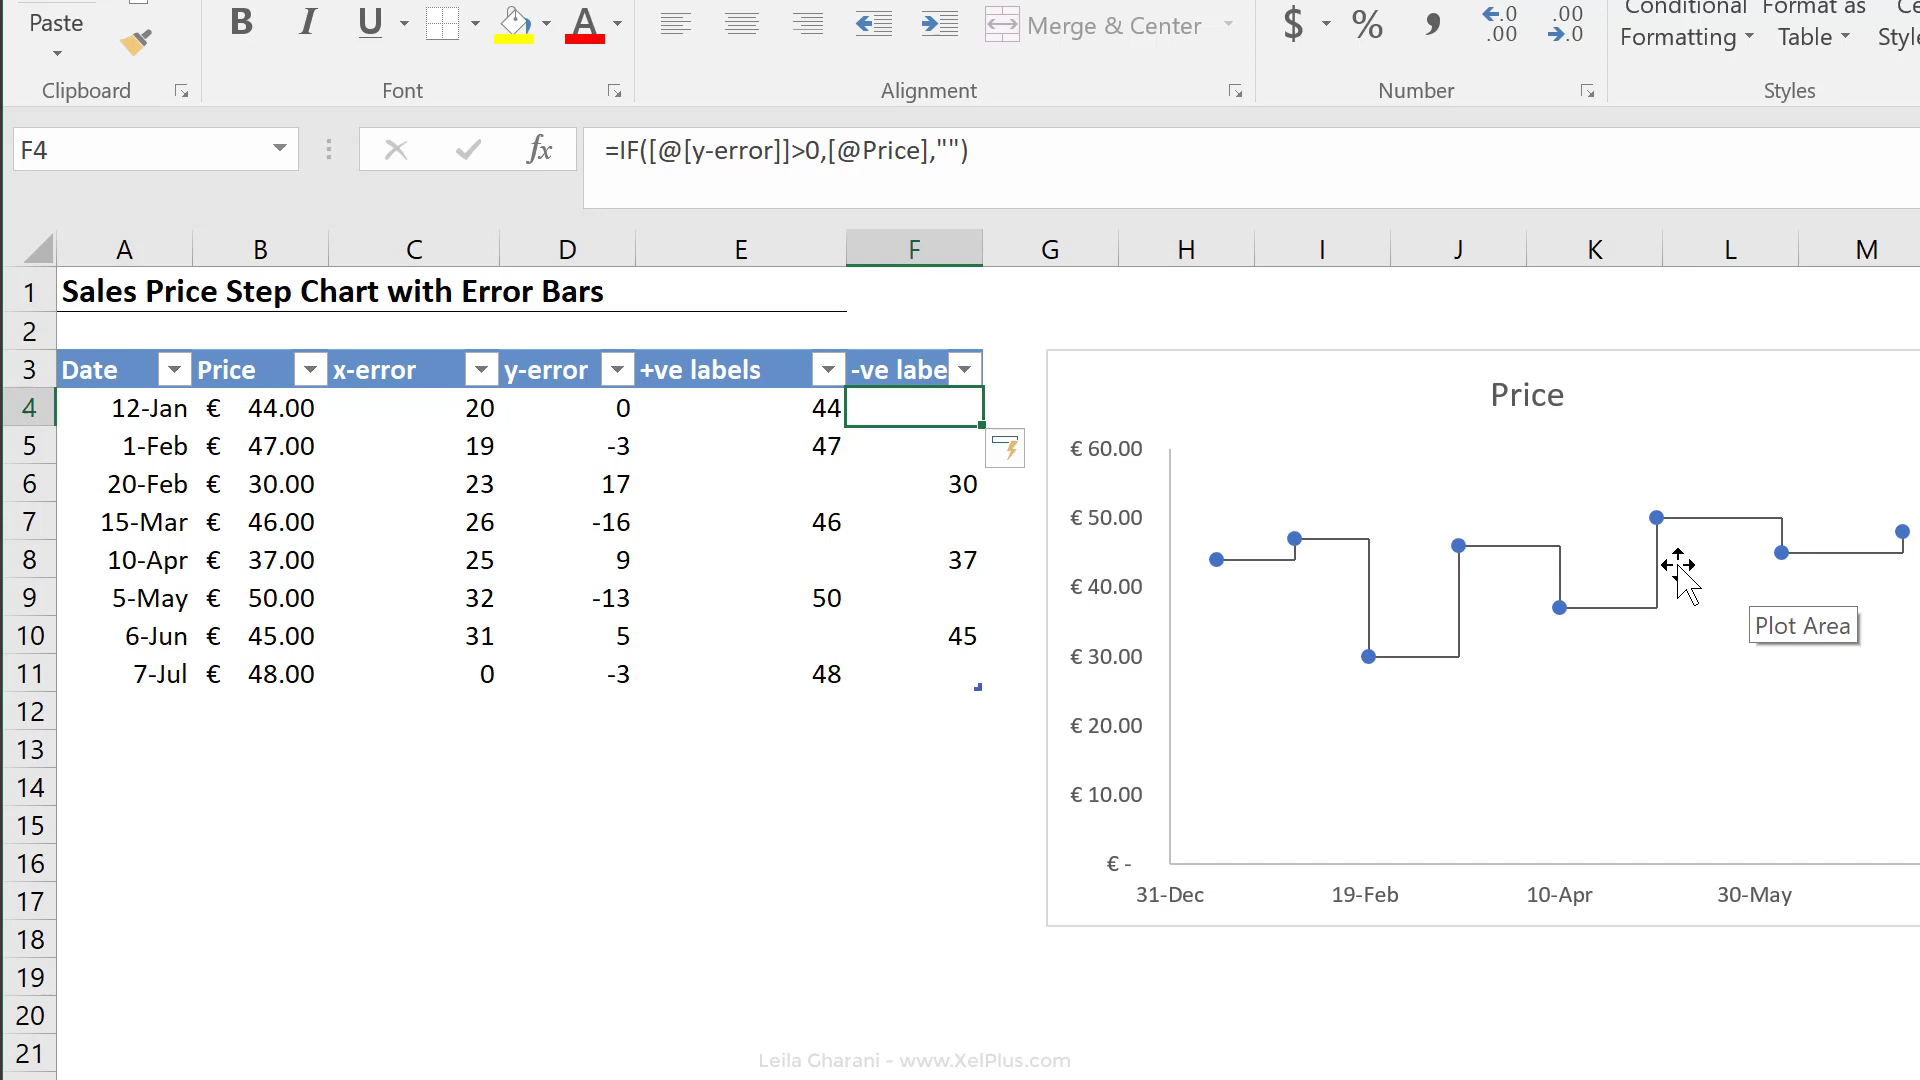 Paste
B I U A
Merge & Center
$ % , .0 .00 .00 .0
Conditional Format as
Formatting Table
Clipboard Font Alignment Number Styles
F4 fx =IF([@[y-error]]>0,[@Price],"")
A B C D E F G H I J K L M
1 Sales Price Step Chart with Error Bars
2
3 Date Price x-error y-error +ve labels -ve labe
4 12-Jan € 44.00 20 0 44
5 1-Feb € 47.00 19 -3 47
6 20-Feb € 30.00 23 17 30
7 15-Mar € 46.00 26 -16 46
8 10-Apr € 37.00 25 9 37
9 5-May € 50.00 32 -13 50
10 6-Jun € 45.00 31 5 45
11 7-Jul € 48.00 0 -3 48
12
13
14
15
16
17
18
19
20
21
Price
€ 60.00
€ 50.00
€ 40.00
€ 30.00
€ 20.00
€ 10.00
€ -
31-Dec 19-Feb 10-Apr 30-May
Plot Area
Leila Gharani - www.XelPlus.com